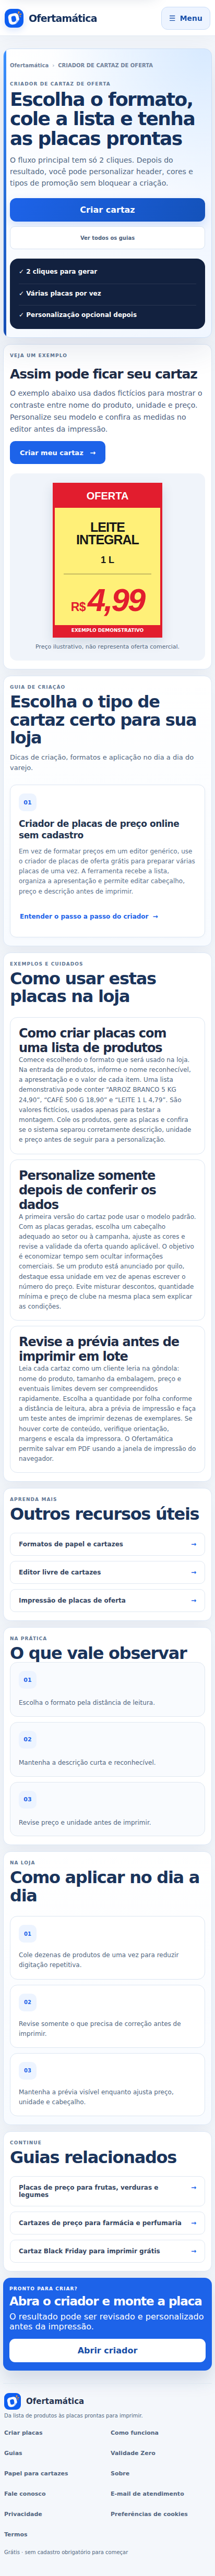 Ofertamática
☰ Menu
Ofertamática › CRIADOR DE CARTAZ DE OFERTA
CRIADOR DE CARTAZ DE OFERTA
Escolha o formato,
cole a lista e tenha
as placas prontas
O fluxo principal tem só 2 cliques. Depois do
resultado, você pode personalizar header, cores e
tipos de promoção sem bloquear a criação.
Criar cartaz
Ver todos os guias
✓ 2 cliques para gerar
✓ Várias placas por vez
✓ Personalização opcional depois
VEJA UM EXEMPLO
Assim pode ficar seu cartaz
O exemplo abaixo usa dados fictícios para mostrar o
contraste entre nome do produto, unidade e preço.
Personalize seu modelo e confira as medidas no
editor antes da impressão.
Criar meu cartaz →
OFERTA
LEITE
INTEGRAL
1 L
R$4,99
EXEMPLO DEMONSTRATIVO
Preço ilustrativo, não representa oferta comercial.
GUIA DE CRIAÇÃO
Escolha o tipo de
cartaz certo para sua
loja
Dicas de criação, formatos e aplicação no dia a dia do
varejo.
01
Criador de placas de preço online
sem cadastro
Em vez de formatar preços em um editor genérico, use
o criador de placas de oferta grátis para preparar várias
placas de uma vez. A ferramenta recebe a lista,
organiza a apresentação e permite editar cabeçalho,
preço e descrição antes de imprimir.
Entender o passo a passo do criador →
EXEMPLOS E CUIDADOS
Como usar estas
placas na loja
Como criar placas com
uma lista de produtos
Comece escolhendo o formato que será usado na loja.
Na entrada de produtos, informe o nome reconhecível,
a apresentação e o valor de cada item. Uma lista
demonstrativa pode conter “ARROZ BRANCO 5 KG
24,90”, “CAFÉ 500 G 18,90” e “LEITE 1 L 4,79”. São
valores fictícios, usados apenas para testar a
montagem. Cole os produtos, gere as placas e confira
se o sistema separou corretamente descrição, unidade
e preço antes de seguir para a personalização.
Personalize somente
depois de conferir os
dados
A primeira versão do cartaz pode usar o modelo padrão.
Com as placas geradas, escolha um cabeçalho
adequado ao setor ou à campanha, ajuste as cores e
revise a validade da oferta quando aplicável. O objetivo
é economizar tempo sem ocultar informações
comerciais. Se um produto está anunciado por quilo,
destaque essa unidade em vez de apenas escrever o
número do preço. Evite misturar descontos, quantidade
mínima e preço de clube na mesma placa sem explicar
as condições.
Revise a prévia antes de
imprimir em lote
Leia cada cartaz como um cliente leria na gôndola:
nome do produto, tamanho da embalagem, preço e
eventuais limites devem ser compreendidos
rapidamente. Escolha a quantidade por folha conforme
a distância de leitura, abra a prévia de impressão e faça
um teste antes de imprimir dezenas de exemplares. Se
houver corte de conteúdo, verifique orientação,
margens e escala da impressora. O Ofertamática
permite salvar em PDF usando a janela de impressão do
navegador.
APRENDA MAIS
Outros recursos úteis
Formatos de papel e cartazes →
Editor livre de cartazes →
Impressão de placas de oferta →
NA PRÁTICA
O que vale observar
01
Escolha o formato pela distância de leitura.
02
Mantenha a descrição curta e reconhecível.
03
Revise preço e unidade antes de imprimir.
NA LOJA
Como aplicar no dia a
dia
01
Cole dezenas de produtos de uma vez para reduzir
digitação repetitiva.
02
Revise somente o que precisa de correção antes de
imprimir.
03
Mantenha a prévia visível enquanto ajusta preço,
unidade e cabeçalho.
CONTINUE
Guias relacionados
Placas de preço para frutas, verduras e
legumes →
Cartazes de preço para farmácia e perfumaria →
Cartaz Black Friday para imprimir grátis →
PRONTO PARA CRIAR?
Abra o criador e monte a placa
O resultado pode ser revisado e personalizado
antes da impressão.
Abrir criador
Ofertamática
Da lista de produtos às placas prontas para imprimir.
Criar placas Como funciona
Guias Validade Zero
Papel para cartazes Sobre
Fale conosco E-mail de atendimento
Privacidade Preferências de cookies
Termos
Grátis · sem cadastro obrigatório para começar